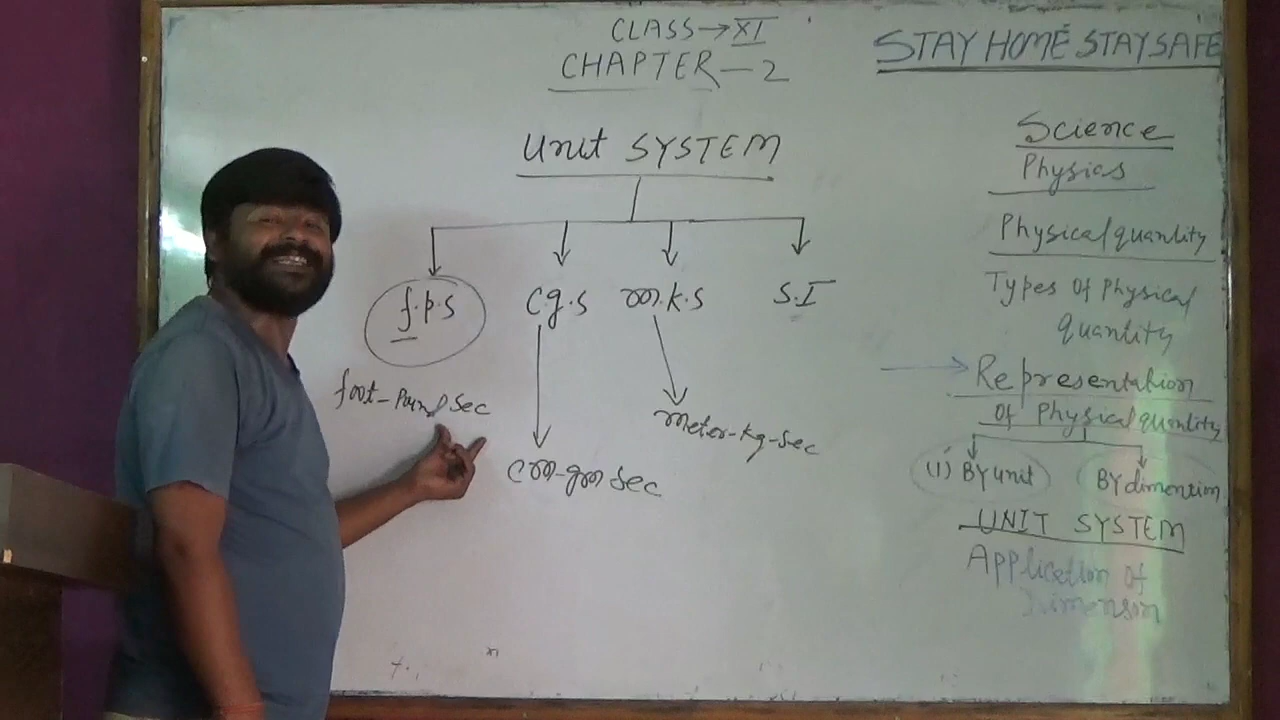 CLASS→XI
CHAPTER-2
Unit SYSTEM
f.p.s
c.g.s
m.k.s
S.I
foot-Pound Sec
cm-gm Sec
meter-kg-Sec
STAY HOME STAY SAFE
Science
Physics
Physical quantity
Types Of Physical
quantity
Representation
Of Physical quantity
(1) BY unit
BY dimension
UNIT SYSTEM
Application Of
Dimension